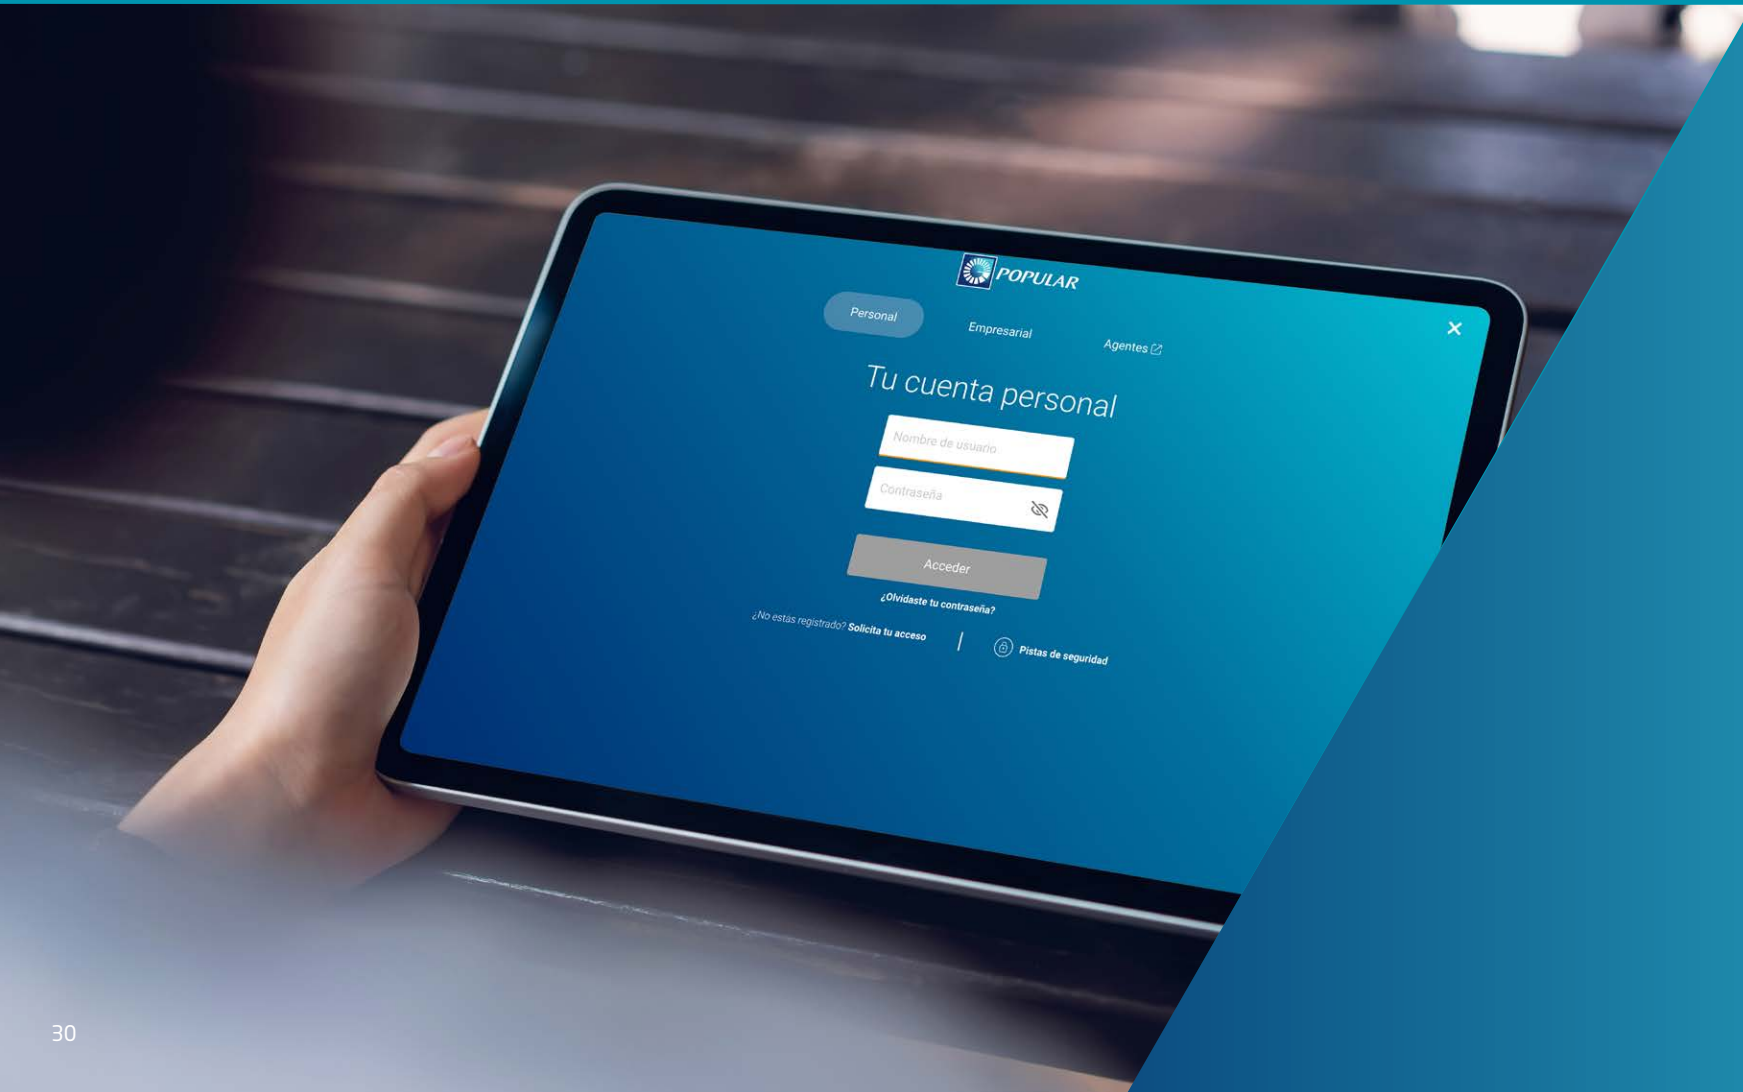 POPULAR
Personal
Empresarial
Agentes
Tu cuenta personal
Nombre de usuario
Contraseña
Acceder
¿Olvidaste tu contraseña?
¿No estás registrado? Solicita tu acceso
Pistas de seguridad
30